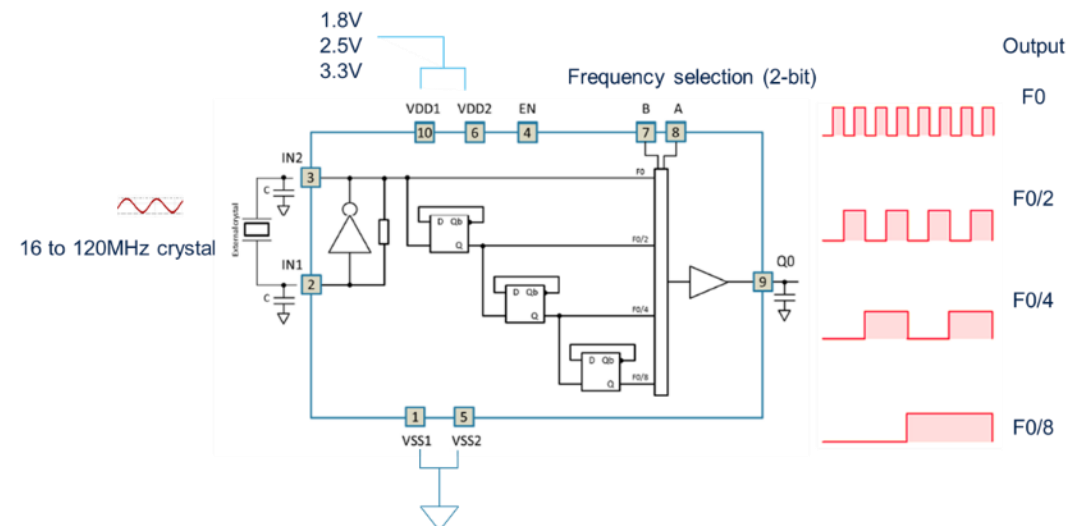 1.8V
2.5V
3.3V
Output
Frequency selection (2-bit)
F0
VDD1
VDD2
EN
B
A
10
6
4
7
8
IN2
3
F0
C
External crystal
D Qb
Q
F0/2
F0/2
16 to 120MHz crystal
IN1
2
C
D Qb
Q
F0/4
Q0
9
F0/4
D Qb
Q
F0/8
1
5
VSS1
VSS2
F0/8